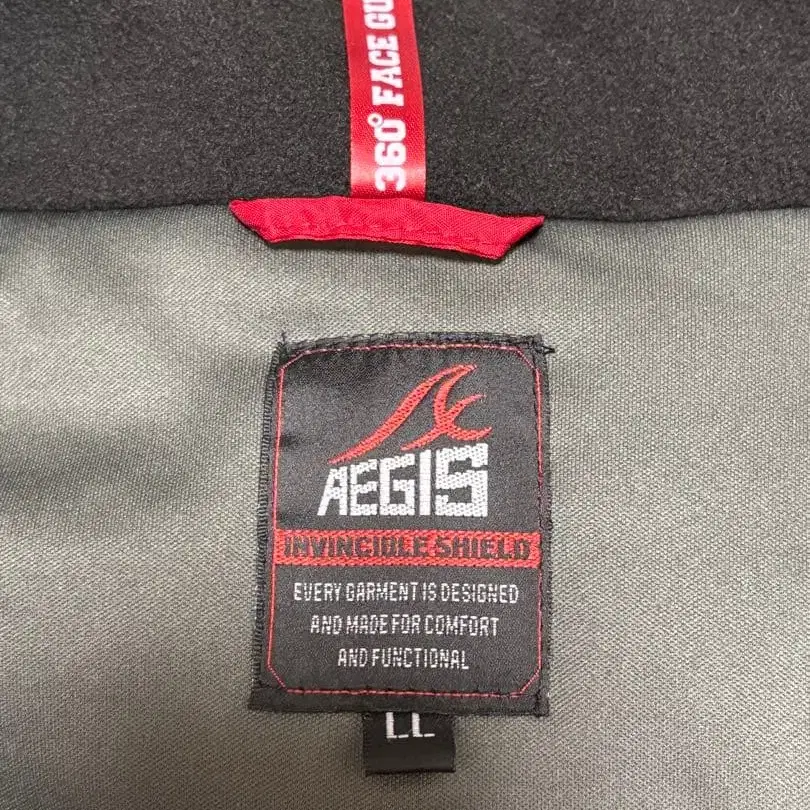 360° FACE GU
AEGIS
INVINCIBLE SHIELD
EVERY GARMENT IS DESIGNED
AND MADE FOR COMFORT
AND FUNCTIONAL
LL